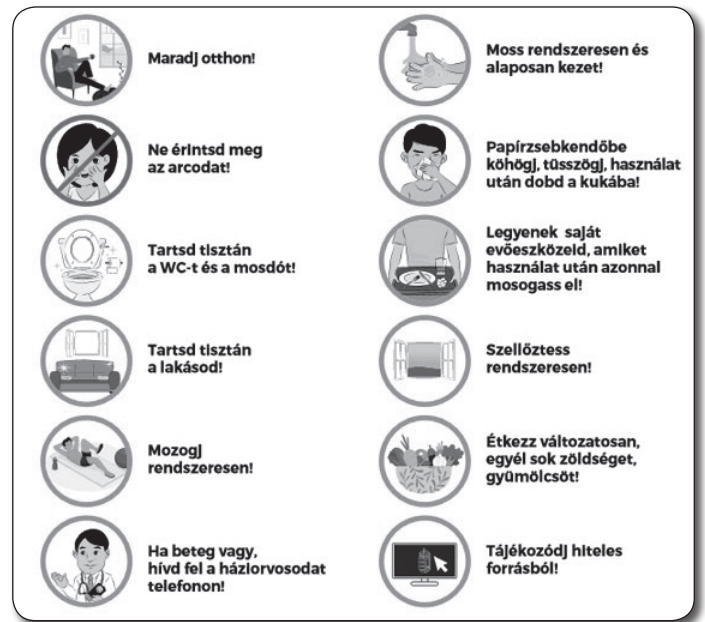 Maradj otthon!
Moss rendszeresen és
alaposan kezet!
Ne érintsd meg
az arcodat!
Papírzsebkendőbe
köhögj, tüsszögj, használat
után dobd a kukába!
Tartsd tisztán
a WC-t és a mosdót!
Legyenek saját
evőeszközeid, amiket
használat után azonnal
mosogass el!
Tartsd tisztán
a lakásod!
Szellőztess
rendszeresen!
Mozogj
rendszeresen!
Étkezz változatosan,
egyél sok zöldséget,
gyümölcsöt!
Ha beteg vagy,
hívd fel a háziorvosodat
telefonon!
Tájékozódj hiteles
forrásból!